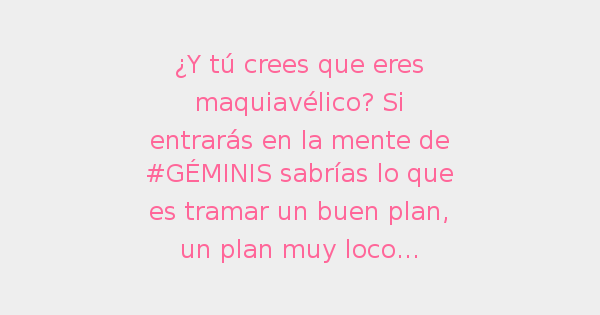 ¿Y tú crees que eres
maquiavélico? Si
entrarás en la mente de
#GÉMINIS sabrías lo que
es tramar un buen plan,
un plan muy loco...